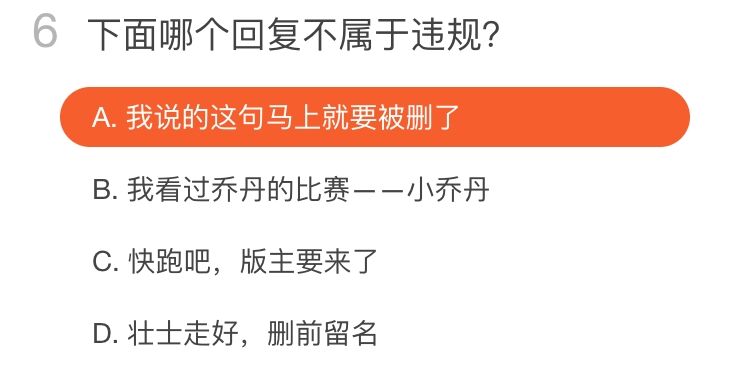 6 下面哪个回复不属于违规?
A. 我说的这句马上就要被删了
B. 我看过乔丹的比赛——小乔丹
C. 快跑吧，版主要来了
D. 壮士走好，删前留名